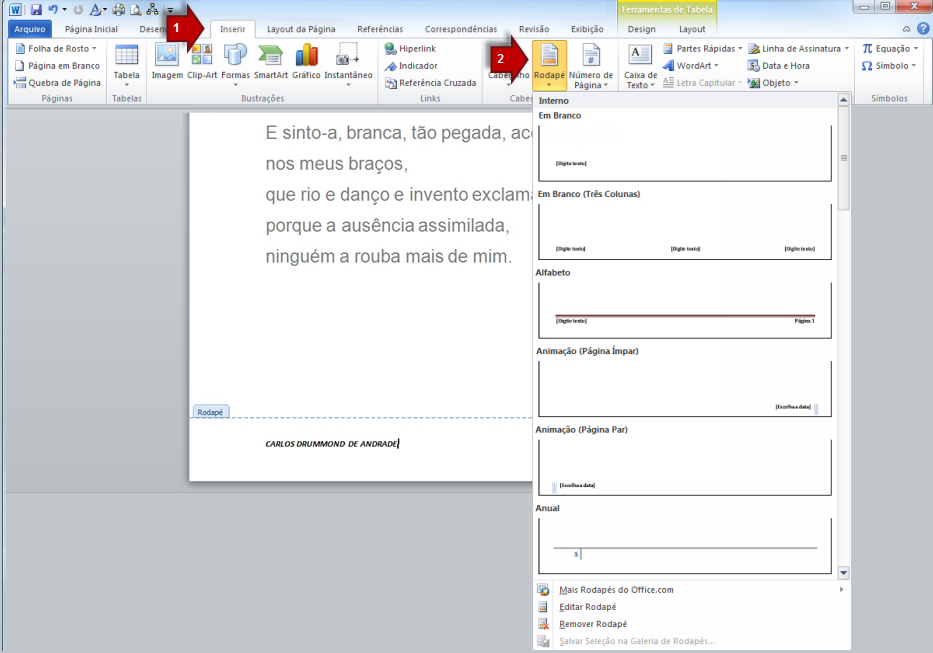 Ferramentas de Tabela
Arquivo Página Inicial Desen Inserir Layout da Página Referências Correspondências Revisão Exibição Design Layout
1
2
Folha de Rosto
Página em Branco
Quebra de Página
Páginas
Tabela
Tabelas
Imagem Clip-Art Formas SmartArt Gráfico Instantâneo
Ilustrações
Hiperlink
Indicador
Referência Cruzada
Links
Cabeçalho Rodapé Número de Página
Cabe
Caixa de Texto
Partes Rápidas
WordArt
Letra Capitular
Linha de Assinatura
Data e Hora
Objeto
Equação
Símbolo
Símbolos
E sinto-a, branca, tão pegada, aco
nos meus braços,
que rio e danço e invento exclama
porque a ausência assimilada,
ninguém a rouba mais de mim.
Rodapé
CARLOS DRUMMOND DE ANDRADE
Interno
Em Branco
[Digite texto]
Em Branco (Três Colunas)
[Digite texto] [Digite texto] [Digite texto]
Alfabeto
[Digite texto] Página 1
Animação (Página Ímpar)
[Escolha a data]
Animação (Página Par)
[Escolha a data]
Anual
Mais Rodapés do Office.com
Editar Rodapé
Remover Rodapé
Salvar Seleção na Galeria de Rodapés...